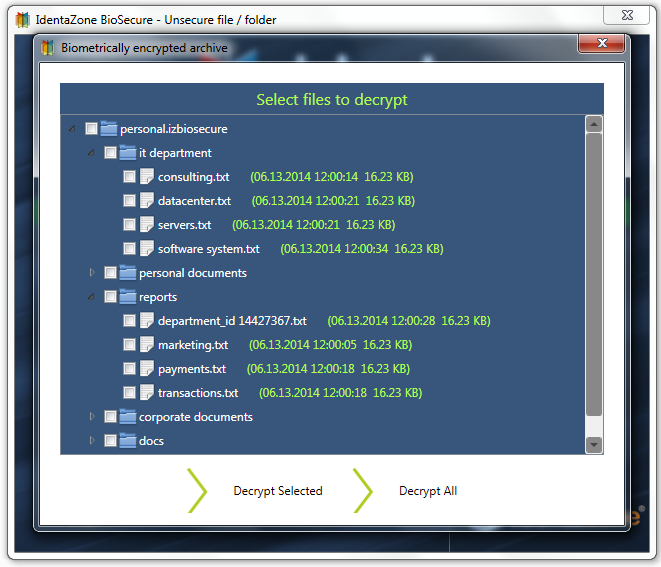 IdentaZone BioSecure - Unsecure file / folder
Biometrically encrypted archive
Select files to decrypt
personal.izbiosecure
it department
consulting.txt (06.13.2014 12:00:14 16.23 KB)
datacenter.txt (06.13.2014 12:00:21 16.23 KB)
servers.txt (06.13.2014 12:00:21 16.23 KB)
software system.txt (06.13.2014 12:00:34 16.23 KB)
personal documents
reports
department_id 14427367.txt (06.13.2014 12:00:28 16.23 KB)
marketing.txt (06.13.2014 12:00:05 16.23 KB)
payments.txt (06.13.2014 12:00:18 16.23 KB)
transactions.txt (06.13.2014 12:00:18 16.23 KB)
corporate documents
docs
Decrypt Selected Decrypt All